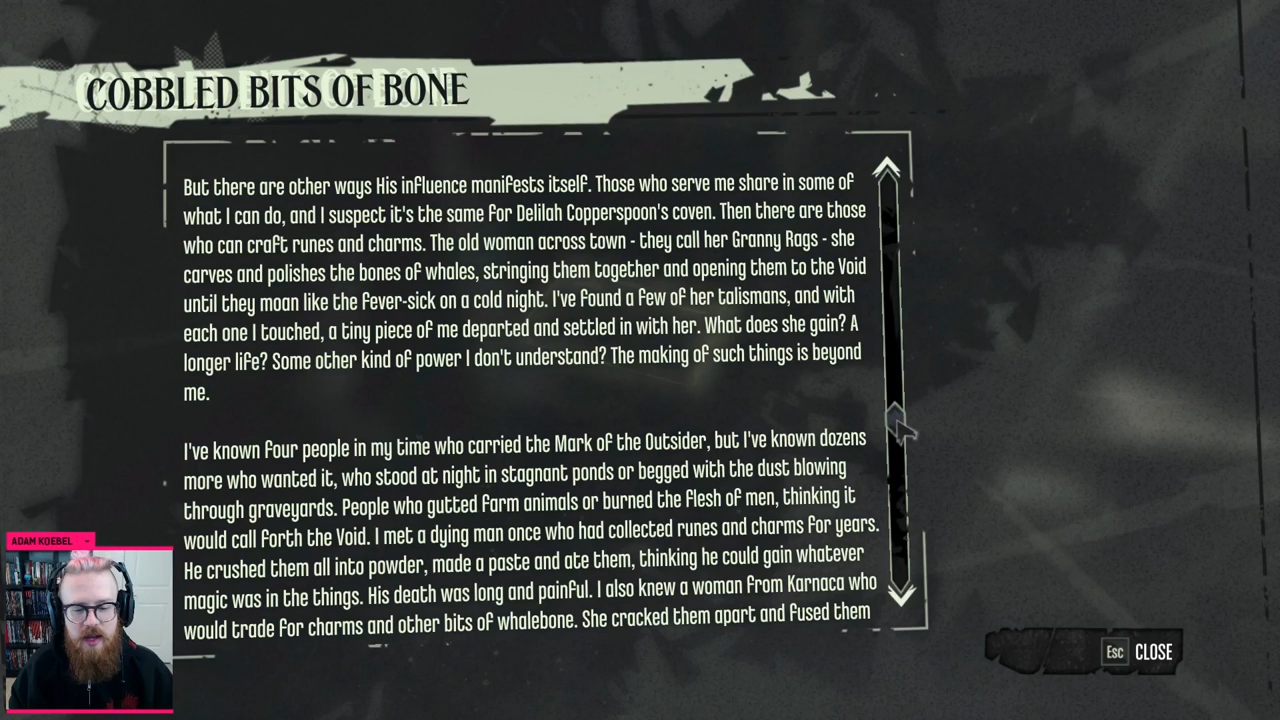 COBBLED BITS OF BONE
But there are other ways His influence manifests itself. Those who serve me share in some of
what I can do, and I suspect it's the same for Delilah Copperspoon's coven. Then there are those
who can craft runes and charms. The old woman across town - they call her Granny Rags - she
carves and polishes the bones of whales, stringing them together and opening them to the Void
until they moan like the fever-sick on a cold night. I've found a few of her talismans, and with
each one I touched, a tiny piece of me departed and settled in with her. What does she gain? A
longer life? Some other kind of power I don't understand? The making of such things is beyond
me.
I've known four people in my time who carried the Mark of the Outsider, but I've known dozens
more who wanted it, who stood at night in stagnant ponds or begged with the dust blowing
through graveyards. People who gutted farm animals or burned the flesh of men, thinking it
would call forth the Void. I met a dying man once who had collected runes and charms for years.
He crushed them all into powder, made a paste and ate them, thinking he could gain whatever
magic was in the things. His death was long and painful. I also knew a woman from Karnaca who
would trade for charms and other bits of whalebone. She cracked them apart and fused them
ADAM KOEBEL
Esc CLOSE